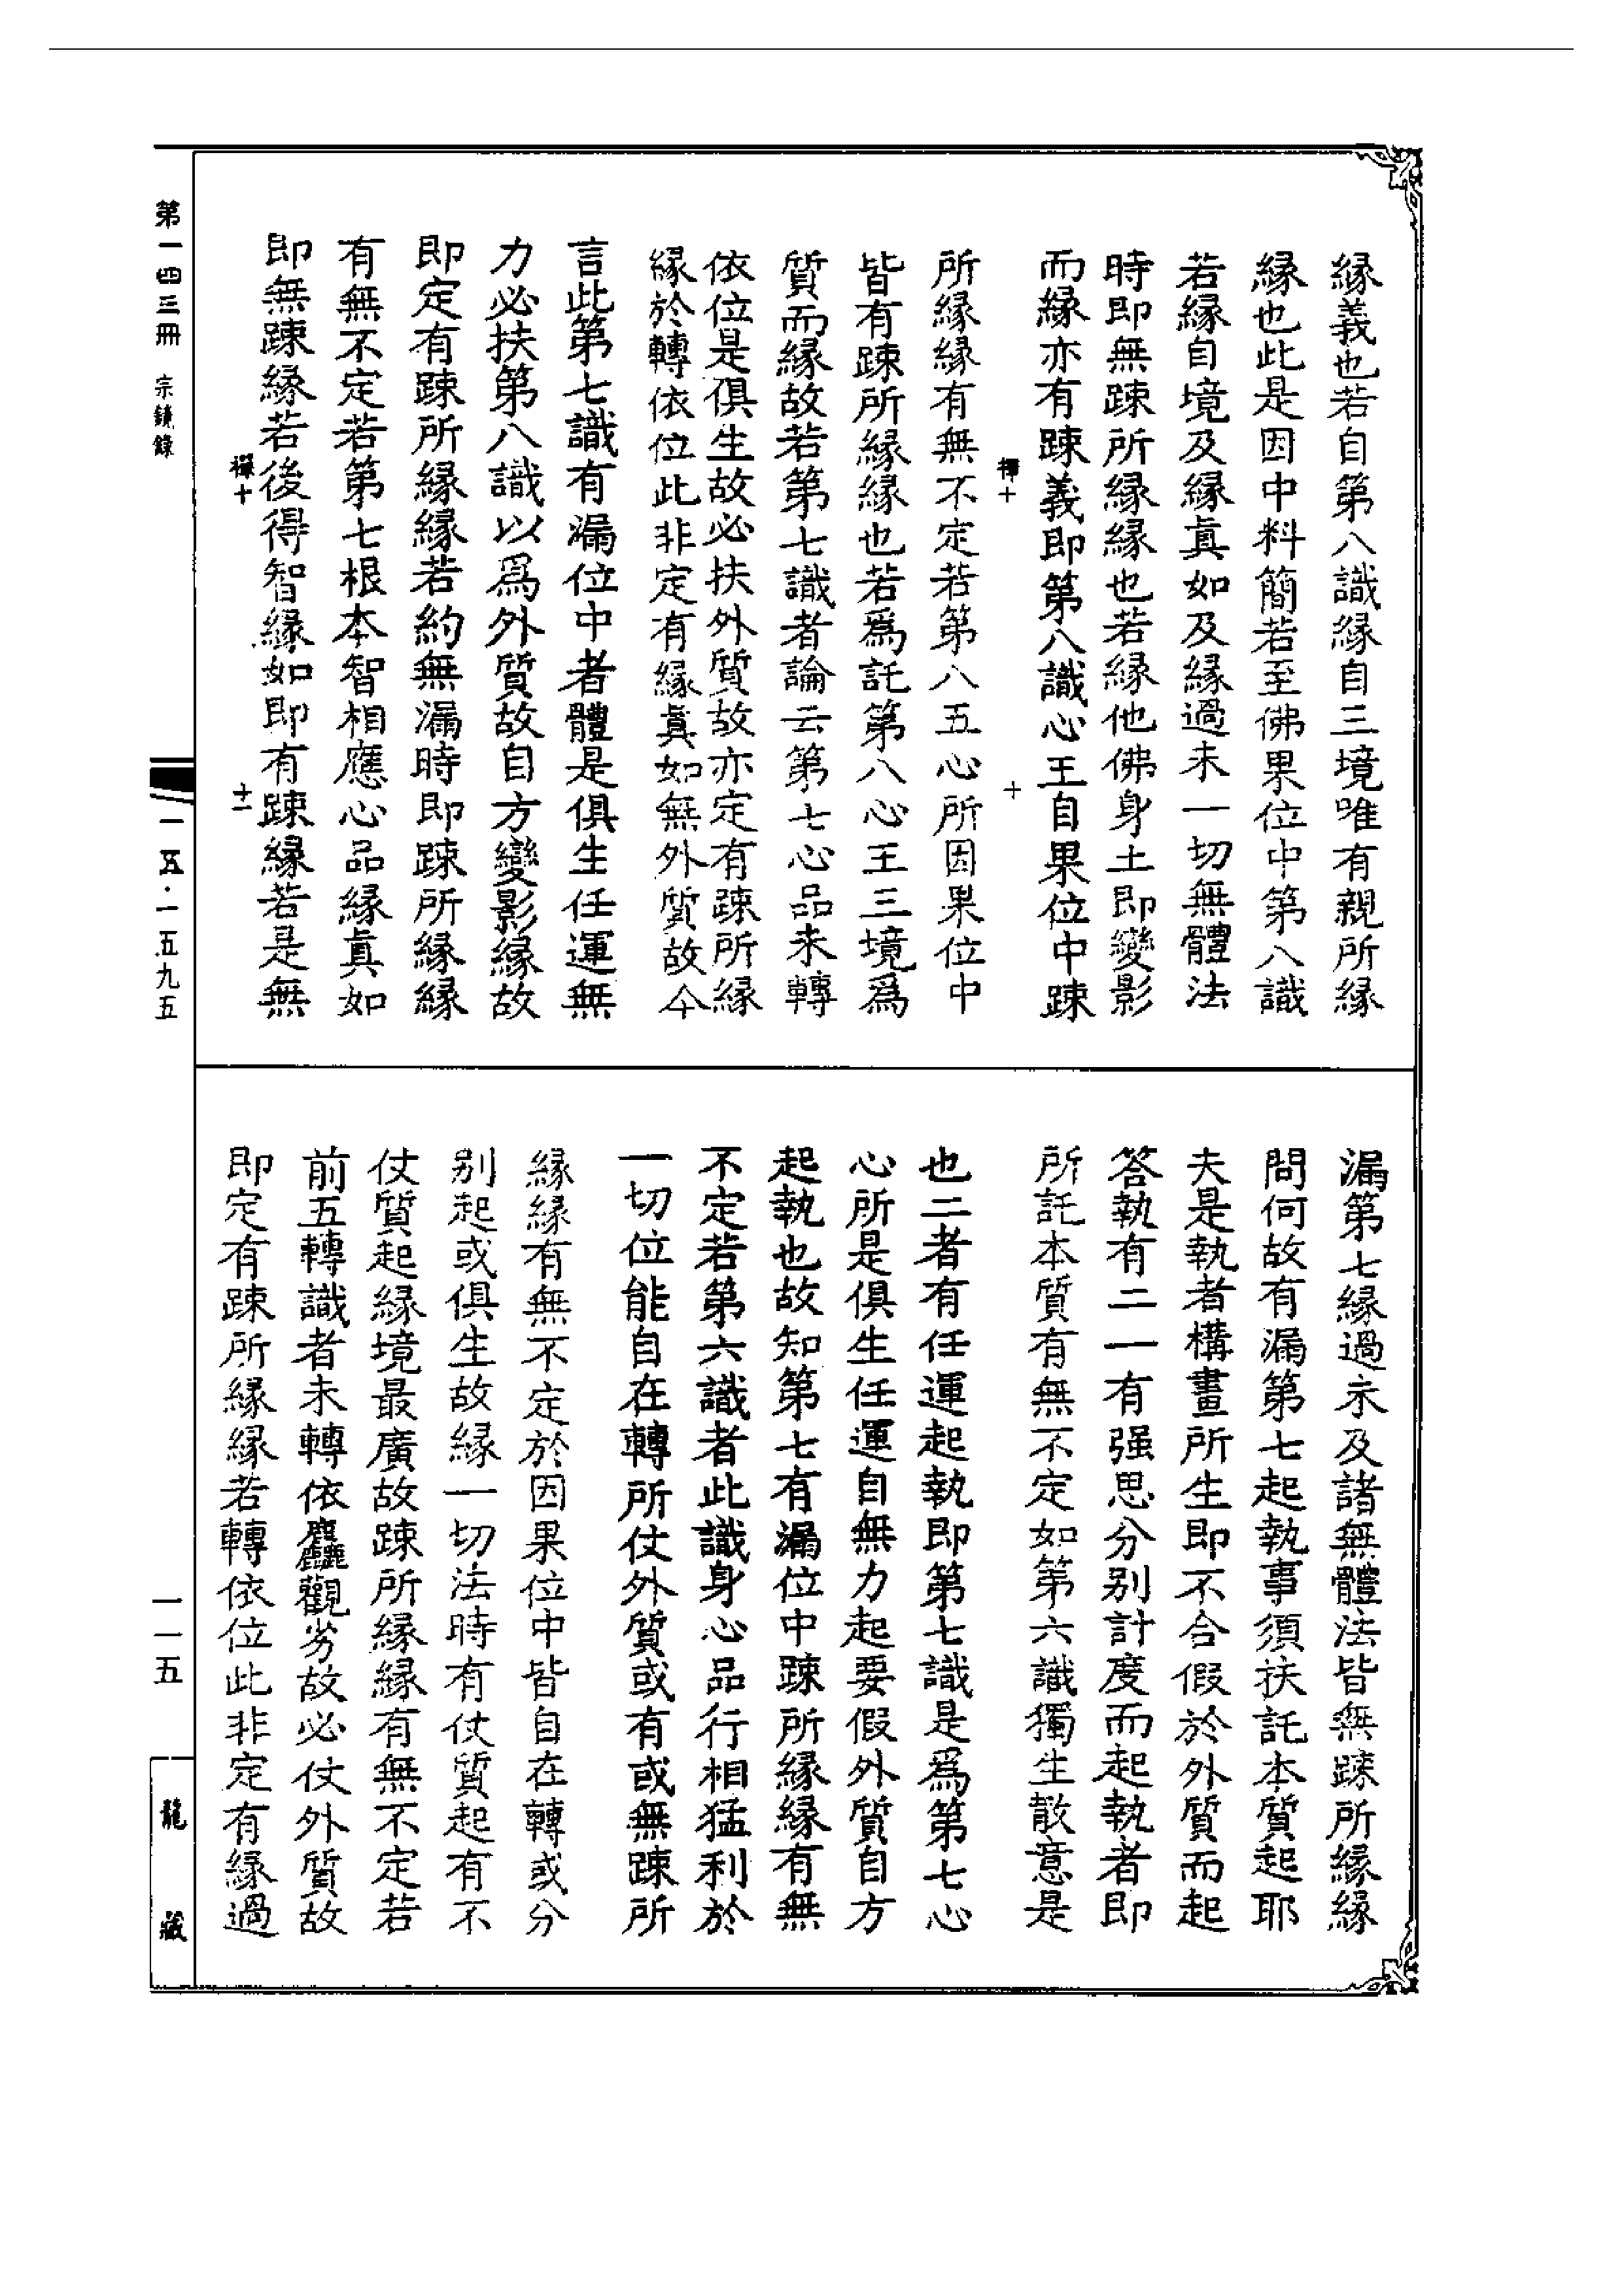 緣義也若自第八識緣自三境唯有親所緣
緣也此是因中料簡若至佛果位中第八識
若緣自境及緣真如及緣過未一切無體法
時即無踈所緣緣也若緣他佛身土即變影
而緣亦有踈義即第八識心王自果位中踈
禪十
十
所緣緣有無不定若第八五心所因果位中
皆有踈所緣緣也若爲託第八心王三境爲
質而緣故若第七識者論云第七心品未轉
依位是俱生故必扶外質故亦定有踈所緣
緣於轉依位此非定有緣真如無外質故今
言此第七識有漏位中者體是俱生任運無
力必扶第八識以爲外質故自方變影緣故
即定有踈所緣緣若約無漏時即踈所緣緣
有無不定若第七根本智相應心品緣真如
即無踈緣若後得智緣如即有踈緣若是無
禪十
十一
漏第七緣過未及諸無體法皆無踈所緣緣
問何故有漏第七起執事須扶託本質起耶
夫是執者構畫所生即不合假於外質而起
答執有二一有强思分别計度而起執者即
所託本質有無不定如第六識獨生散意是
也二者有任運起執即第七識是爲第七心
心所是俱生任運自無力起要假外質自方
起執也故知第七有漏位中踈所緣緣有無
不定若第六識者此識身心品行相猛利於
一切位能自在轉所仗外質或有或無踈所
緣緣有無不定於因果位中皆自在轉或分
别起或俱生故緣一切法時有仗質起有不
仗質起緣境最廣故踈所緣緣有無不定若
前五轉識者未轉依麤觀劣故必仗外質故
即定有踈所緣緣若轉依位此非定有緣過
第一四三冊
宗鏡錄
一五·一五九五
一一五
龍藏